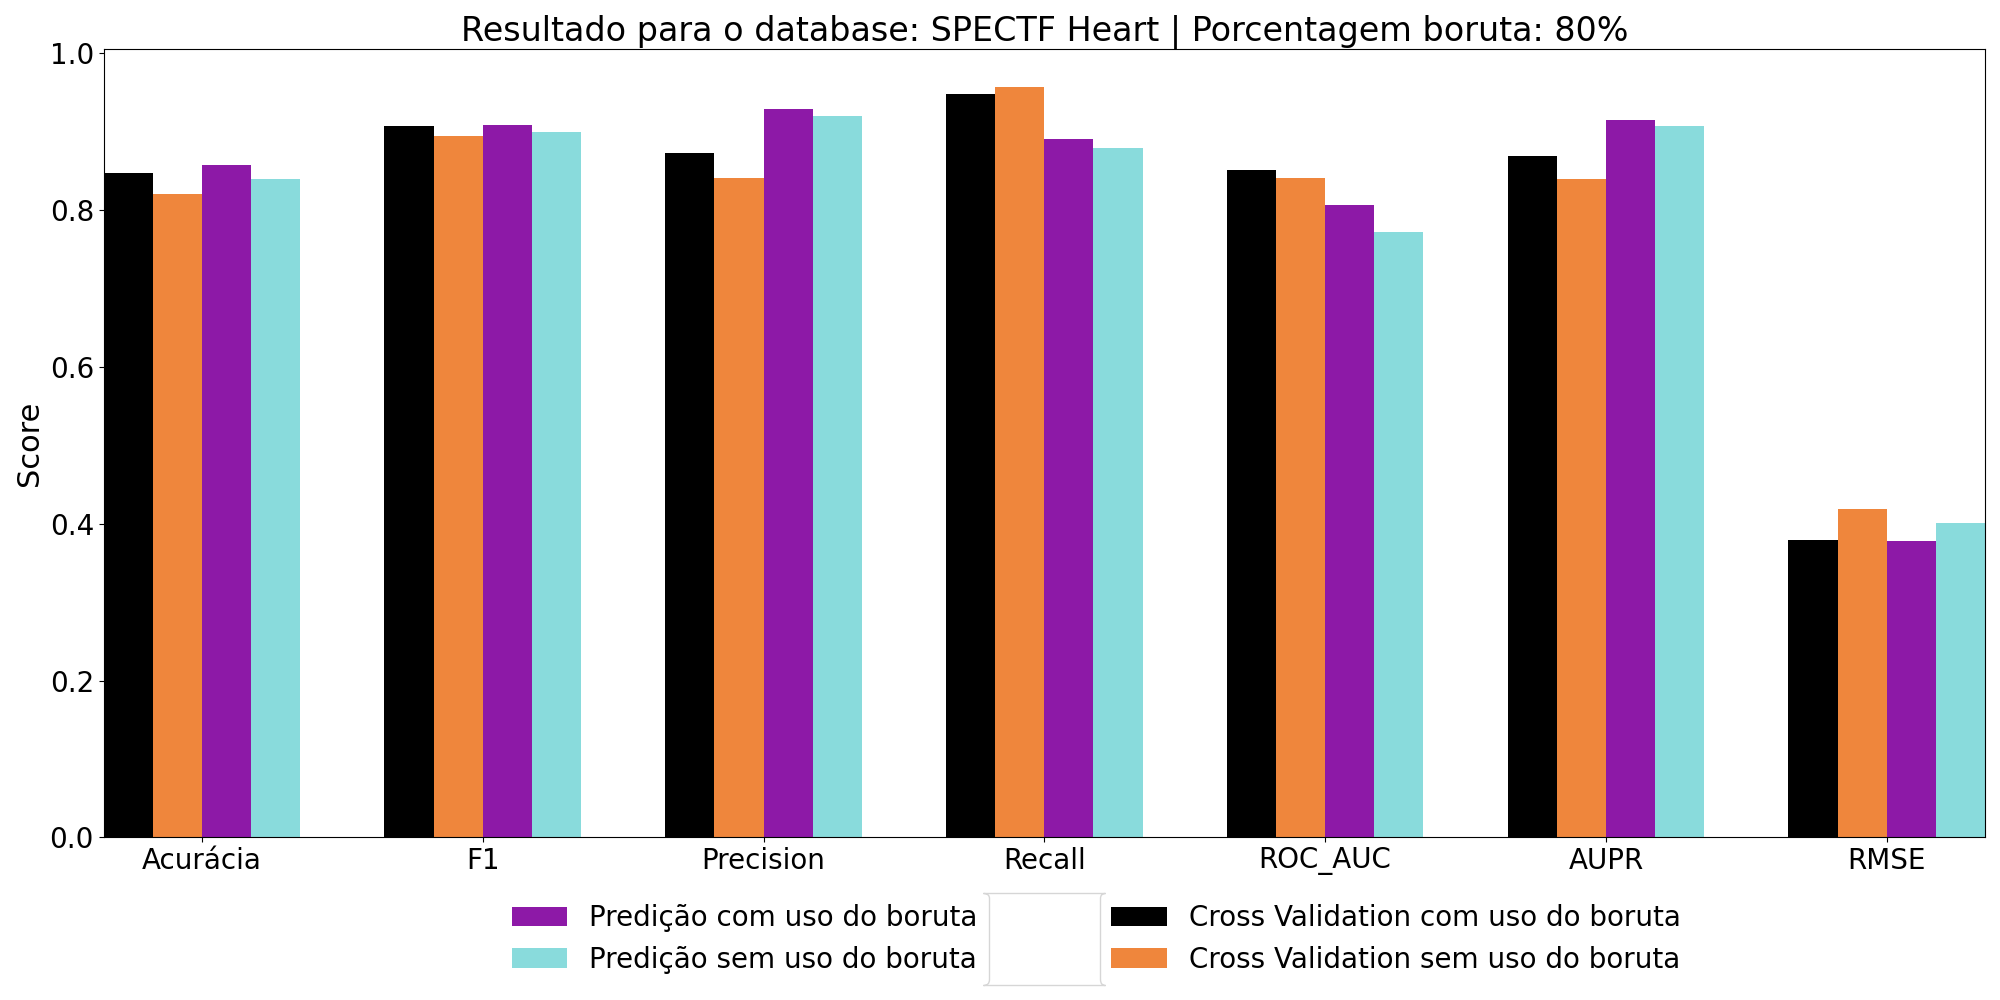 Resultado para o database: SPECTF Heart | Porcentagem boruta: 80%
1.0
0.8
0.6
0.4
0.2
0.0
Score
Acurácia F1 Precision Recall ROC_AUC AUPR RMSE
Predição com uso do boruta
Predição sem uso do boruta
Cross Validation com uso do boruta
Cross Validation sem uso do boruta